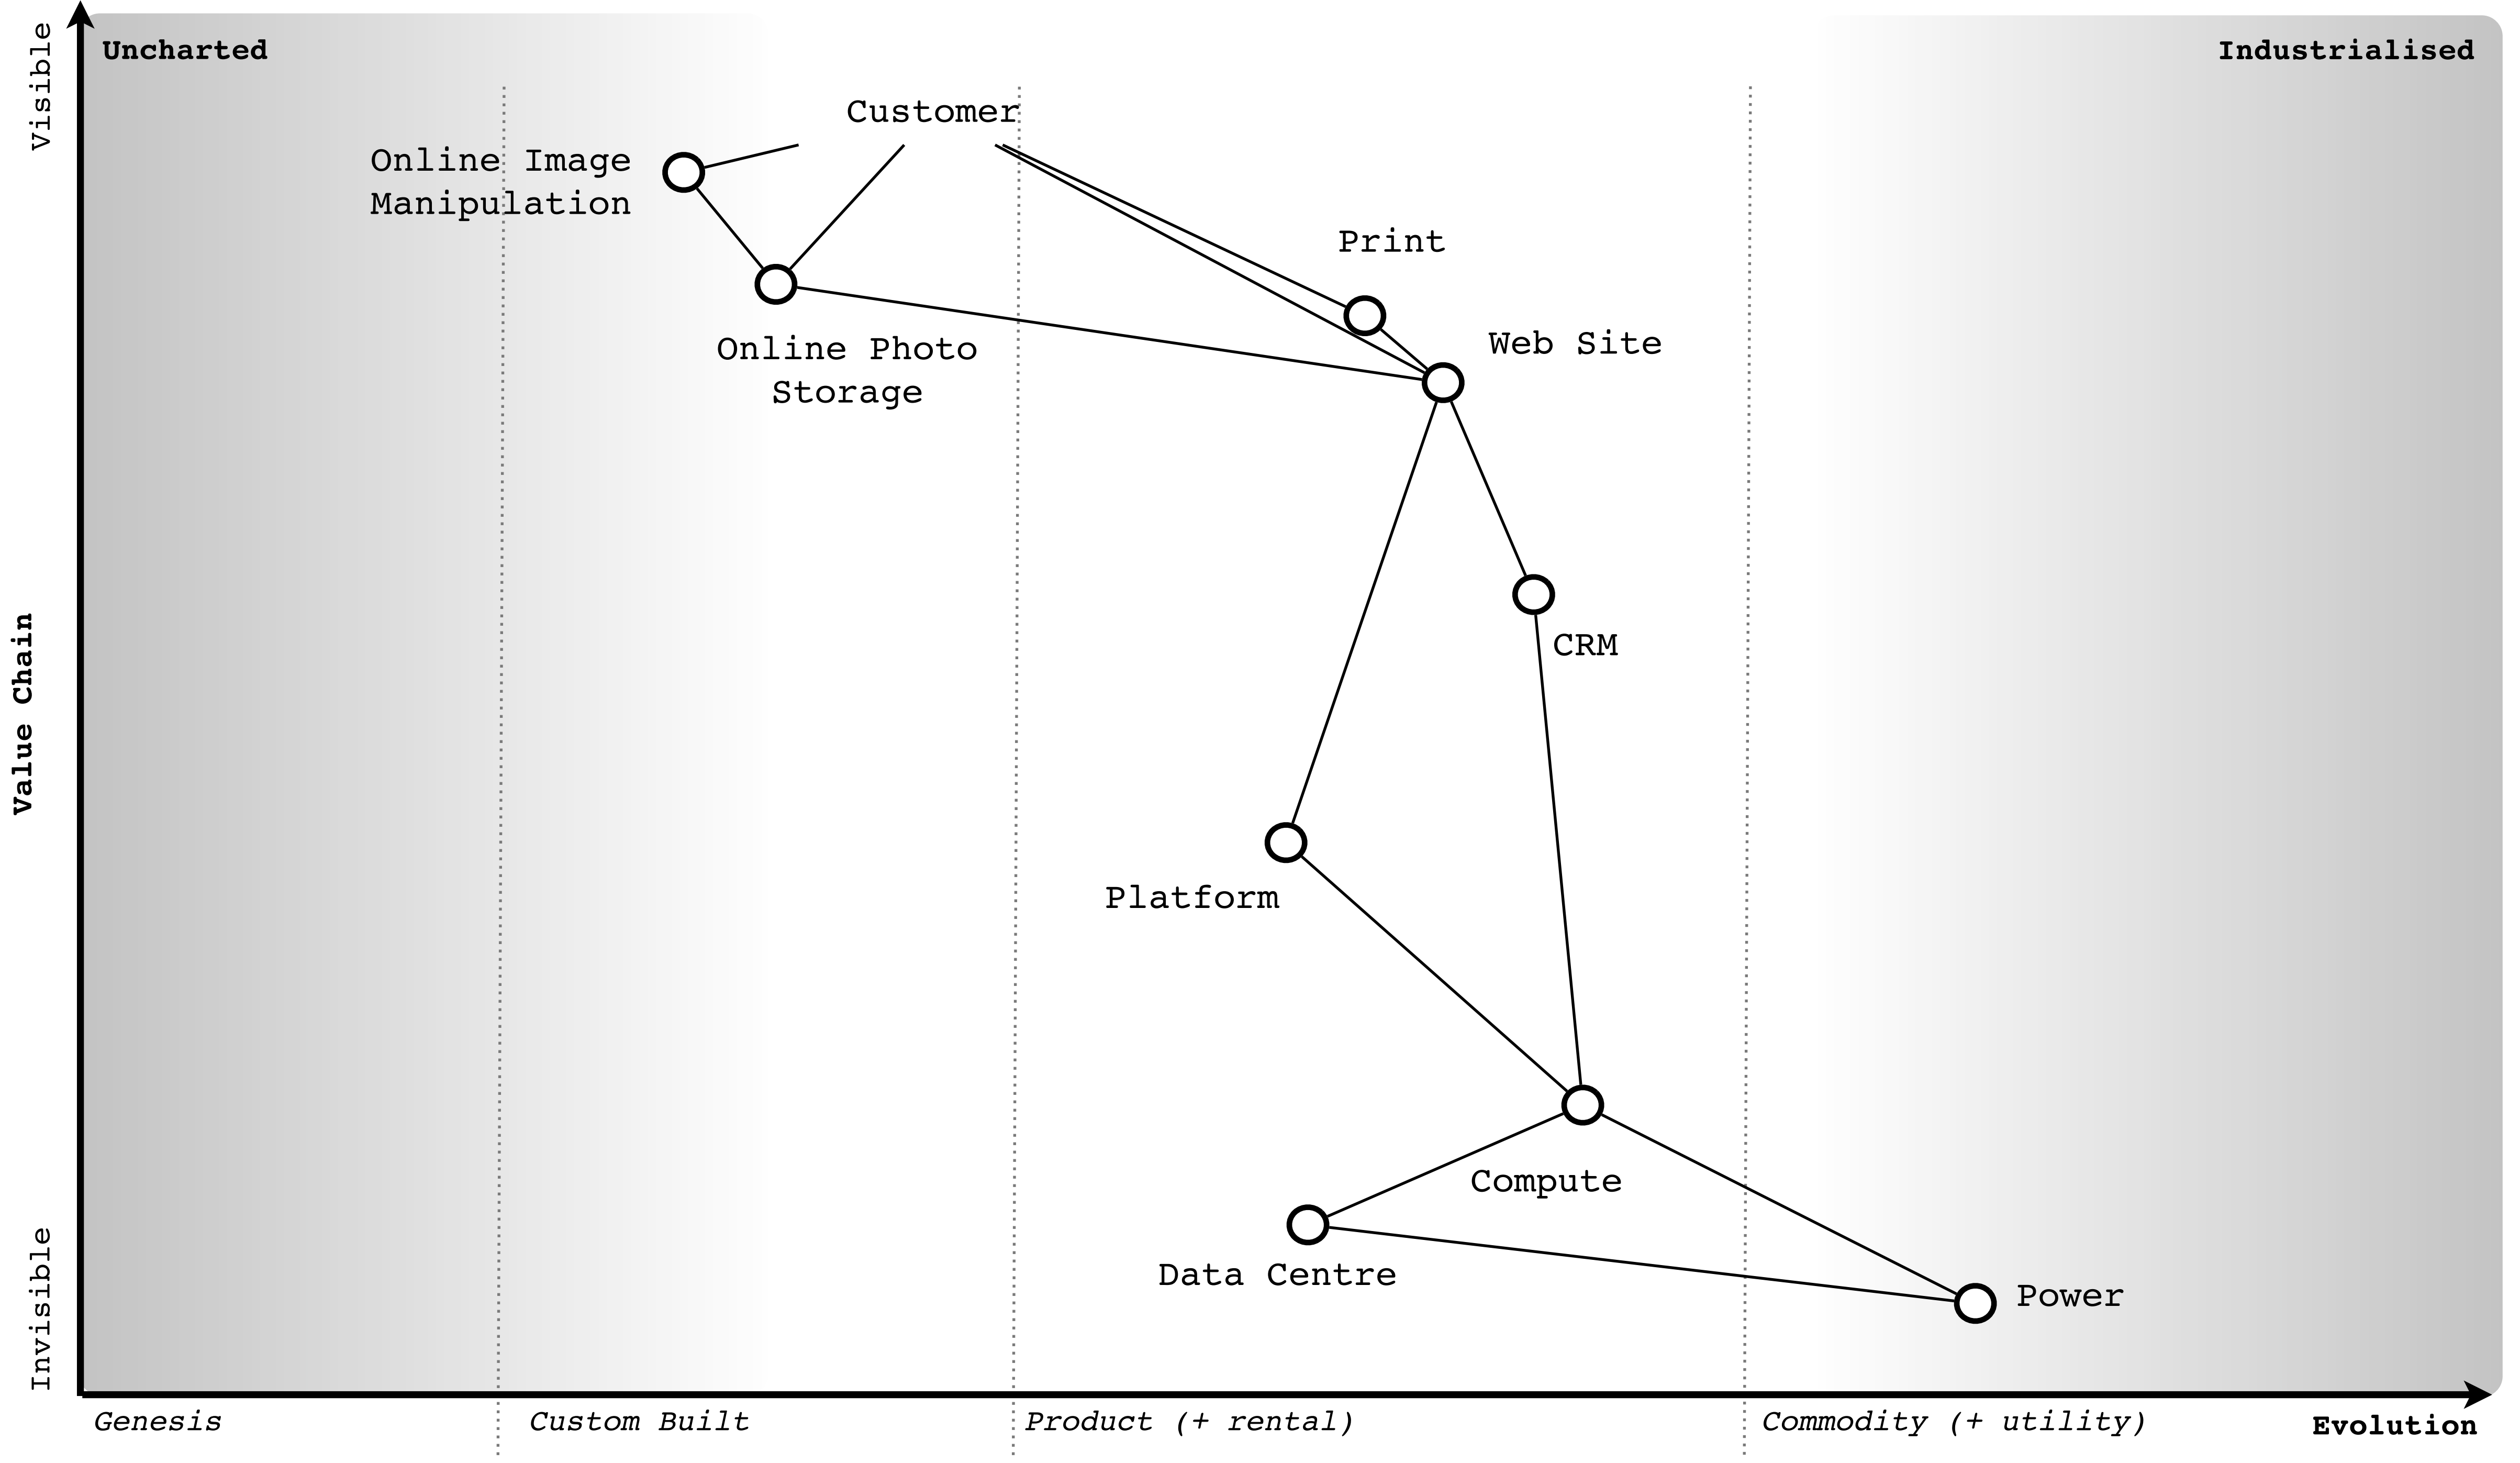 Visible
Uncharted
Industrialised
Customer
Online Image
Manipulation
Print
Web Site
Online Photo
Storage
Value Chain
CRM
Platform
Compute
Data Centre
Power
Invisible
Genesis
Custom Built
Product (+ rental)
Commodity (+ utility)
Evolution